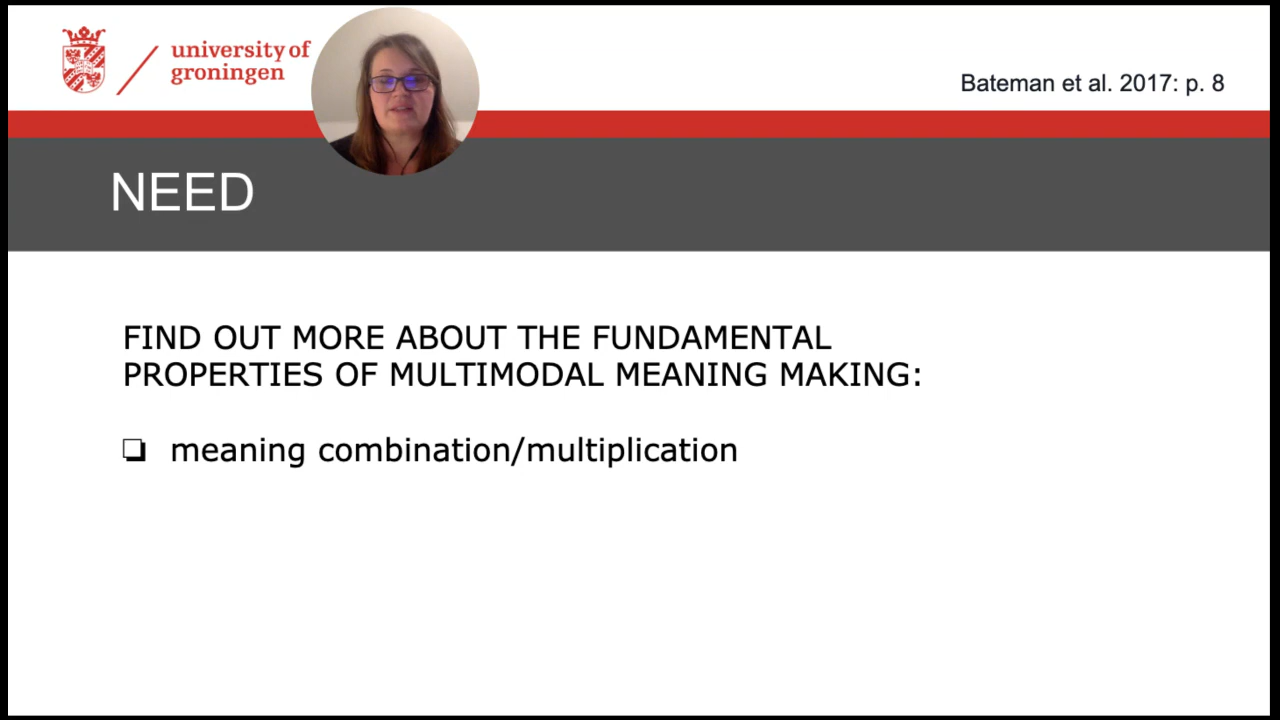 university of
groningen
Bateman et al. 2017: p. 8
NEED
FIND OUT MORE ABOUT THE FUNDAMENTAL
PROPERTIES OF MULTIMODAL MEANING MAKING:
❏ meaning combination/multiplication